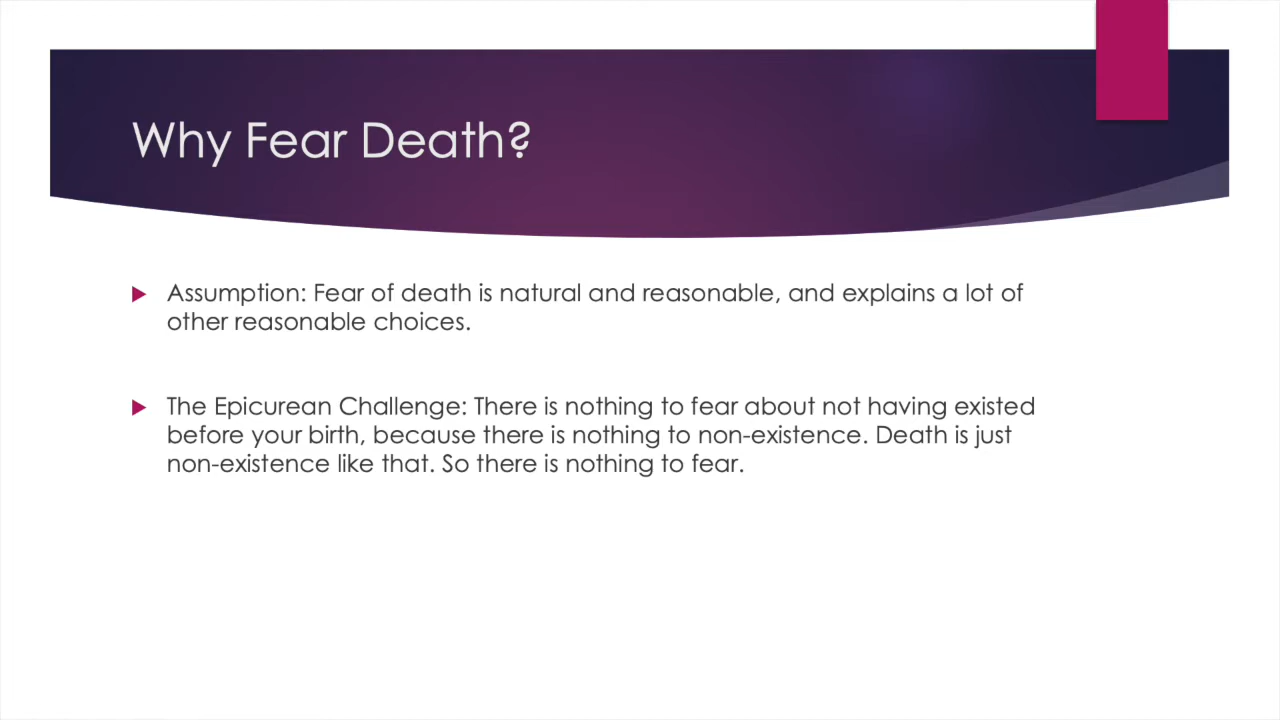 Why Fear Death?
Assumption: Fear of death is natural and reasonable, and explains a lot of
other reasonable choices.
The Epicurean Challenge: There is nothing to fear about not having existed
before your birth, because there is nothing to non-existence. Death is just
non-existence like that. So there is nothing to fear.